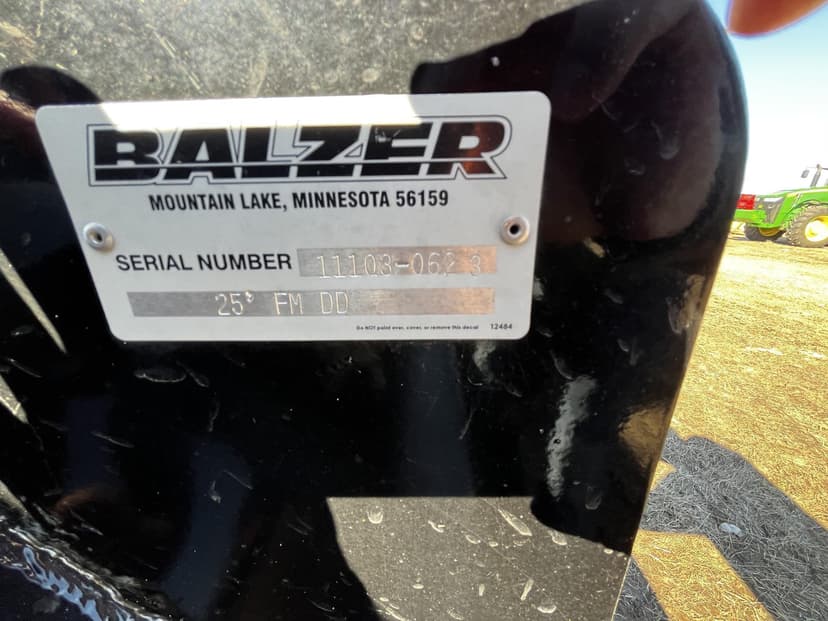 BALZER
MOUNTAIN LAKE, MINNESOTA 56159
SERIAL NUMBER 11103-062 3
25' FM DD
Do NOT paint over, cover, or remove this decal 12484